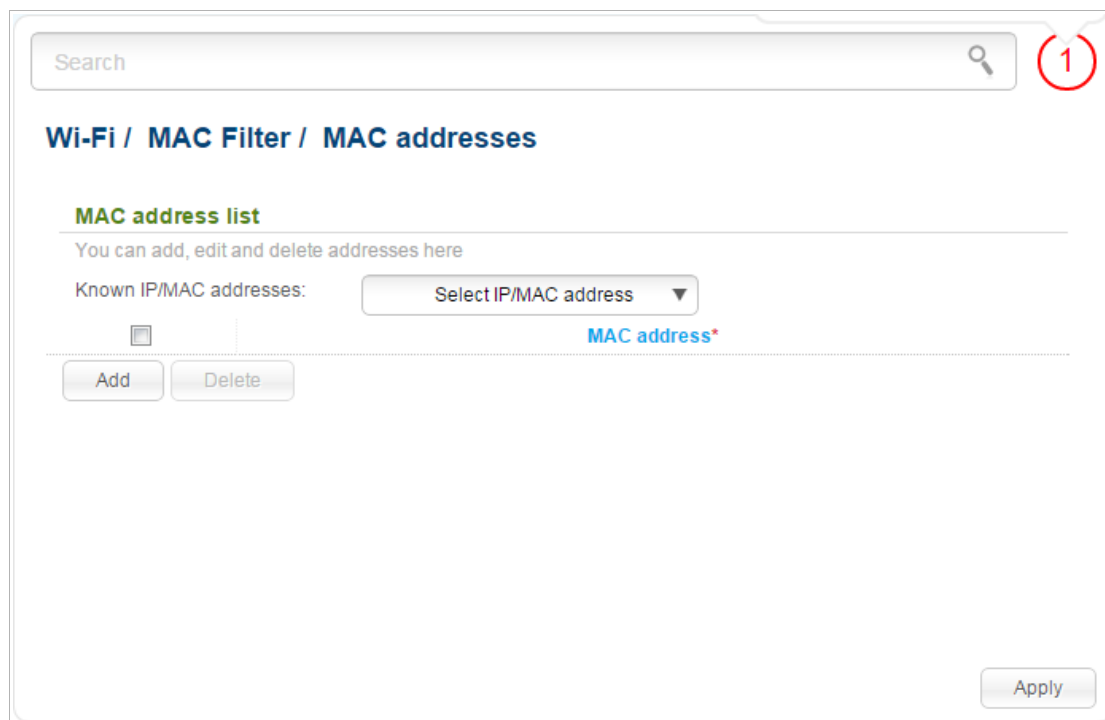 Search
1
Wi-Fi / MAC Filter / MAC addresses
MAC address list
You can add, edit and delete addresses here
Known IP/MAC addresses: Select IP/MAC address
MAC address*
Add Delete
Apply